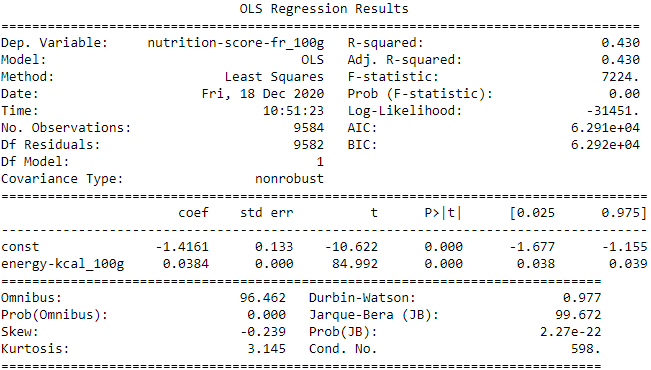 OLS Regression Results
==============================================================================
Dep. Variable: nutrition-score-fr_100g R-squared: 0.430
Model: OLS Adj. R-squared: 0.430
Method: Least Squares F-statistic: 7224.
Date: Fri, 18 Dec 2020 Prob (F-statistic): 0.00
Time: 10:51:23 Log-Likelihood: -31451.
No. Observations: 9584 AIC: 6.291e+04
Df Residuals: 9582 BIC: 6.292e+04
Df Model: 1
Covariance Type: nonrobust
==============================================================================
coef std err t P>|t| [0.025 0.975]
------------------------------------------------------------------------------
const -1.4161 0.133 -10.622 0.000 -1.677 -1.155
energy-kcal_100g 0.0384 0.000 84.992 0.000 0.038 0.039
==============================================================================
Omnibus: 96.462 Durbin-Watson: 0.977
Prob(Omnibus): 0.000 Jarque-Bera (JB): 99.672
Skew: -0.239 Prob(JB): 2.27e-22
Kurtosis: 3.145 Cond. No. 598.
==============================================================================